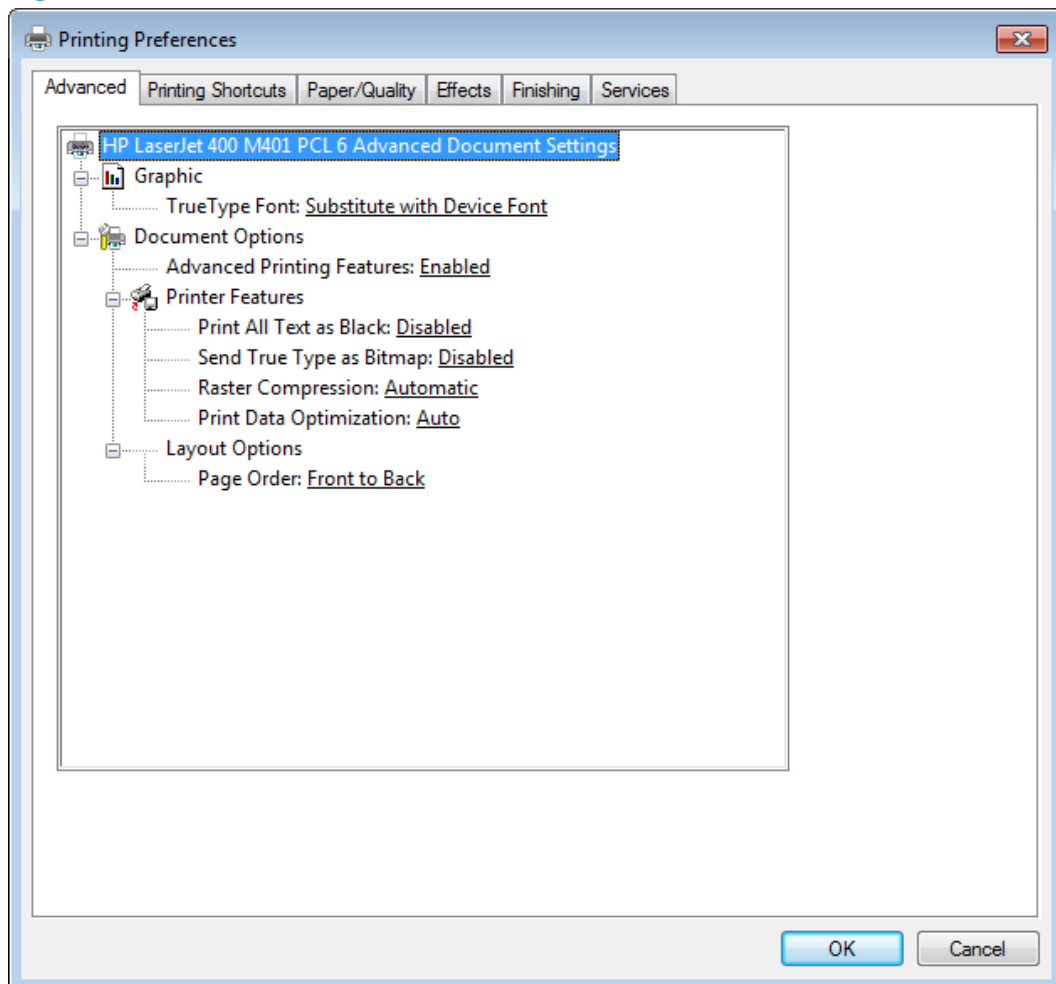 Printing Preferences
Advanced Printing Shortcuts Paper/Quality Effects Finishing Services
HP LaserJet 400 M401 PCL 6 Advanced Document Settings
Graphic
TrueType Font: Substitute with Device Font
Document Options
Advanced Printing Features: Enabled
Printer Features
Print All Text as Black: Disabled
Send True Type as Bitmap: Disabled
Raster Compression: Automatic
Print Data Optimization: Auto
Layout Options
Page Order: Front to Back
OK Cancel